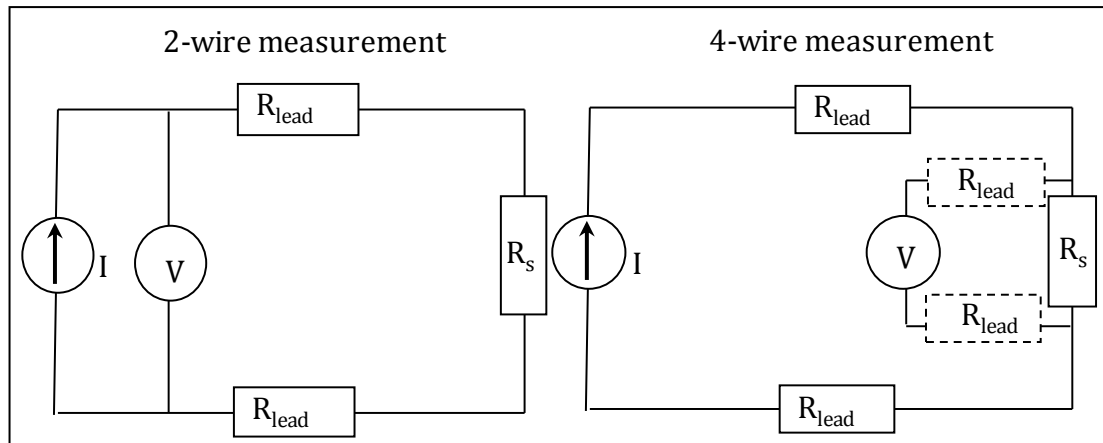 2-wire measurement
R_lead
I
V
R_s
R_lead
4-wire measurement
R_lead
R_lead
I
V
R_s
R_lead
R_lead